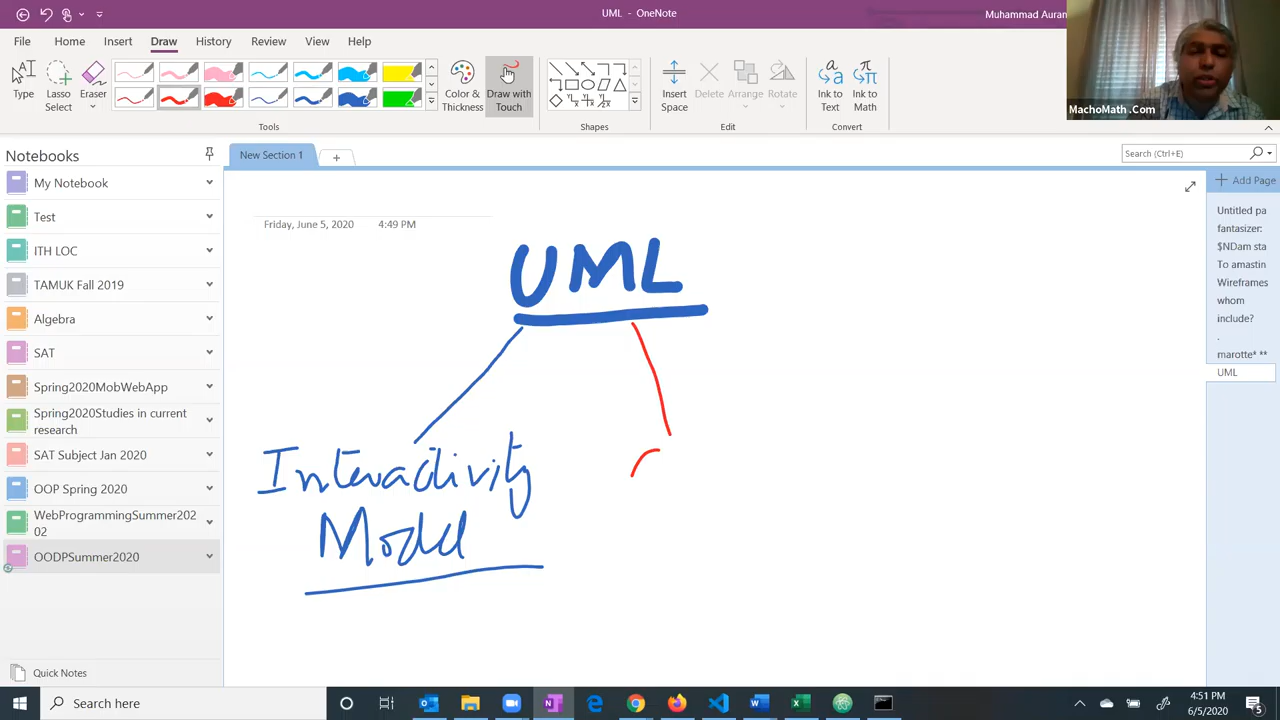 UML - OneNote
Muhammad Auran
File Home Insert Draw History Review View Help
Type
Lasso Select
Eraser
Color & Thickness
Draw with Touch
Insert Space
Delete
Arrange
Rotate
Ink to Text
Ink to Math
Tools
Shapes
Edit
Convert
MachoMath .Com
Notebooks
New Section 1
Search (Ctrl+E)
My Notebook
Test
ITH LOC
TAMUK Fall 2019
Algebra
SAT
Spring2020MobWebApp
Spring2020Studies in current
research
SAT Subject Jan 2020
OOP Spring 2020
WebProgrammingSummer202
02
OODPSummer2020
Quick Notes
Friday, June 5, 2020 4:49 PM
UML
Interactivity
Model
Add Page
Untitled pa
fantasizer:
$NDam sta
To amastin
Wireframes
whom
include?
.
marotte* **
UML
Search here
4:51 PM
6/5/2020
5